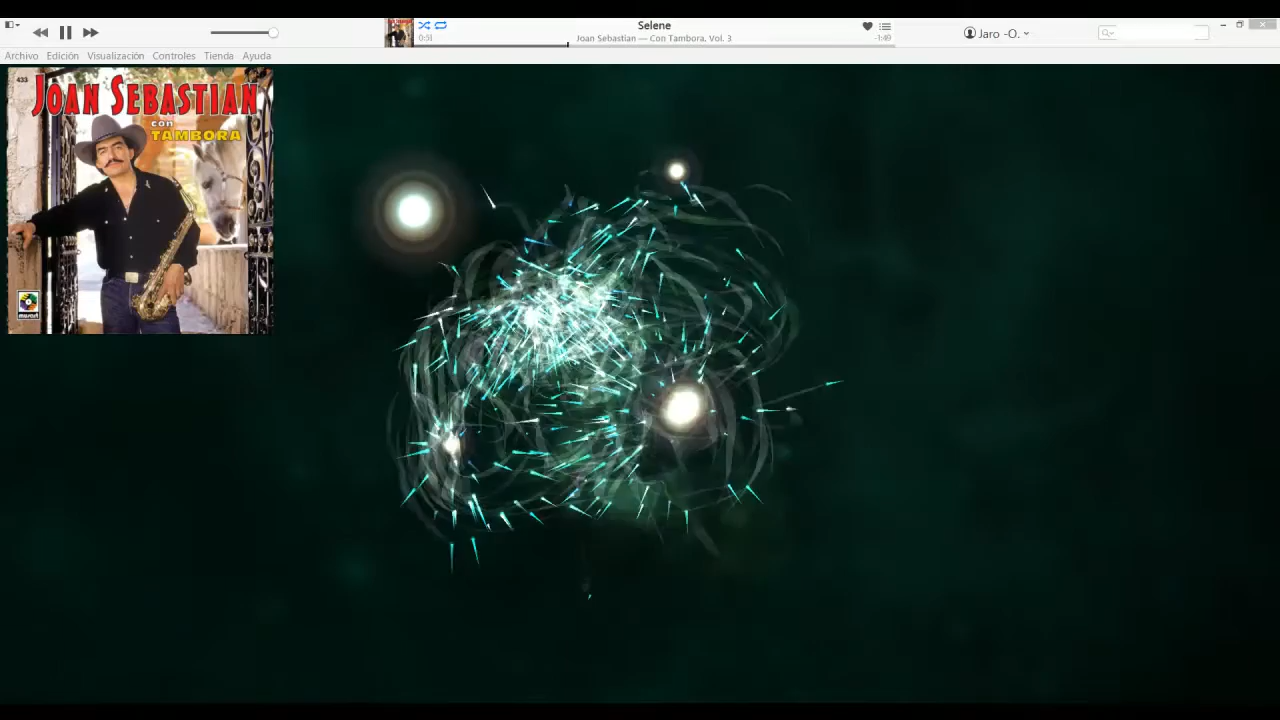 Selene
0:51
Joan Sebastian — Con Tambora, Vol. 3
-1:49
Jaro -O.
Archivo Edición Visualización Controles Tienda Ayuda
433
JOAN SEBASTIAN
con
TAMBORA